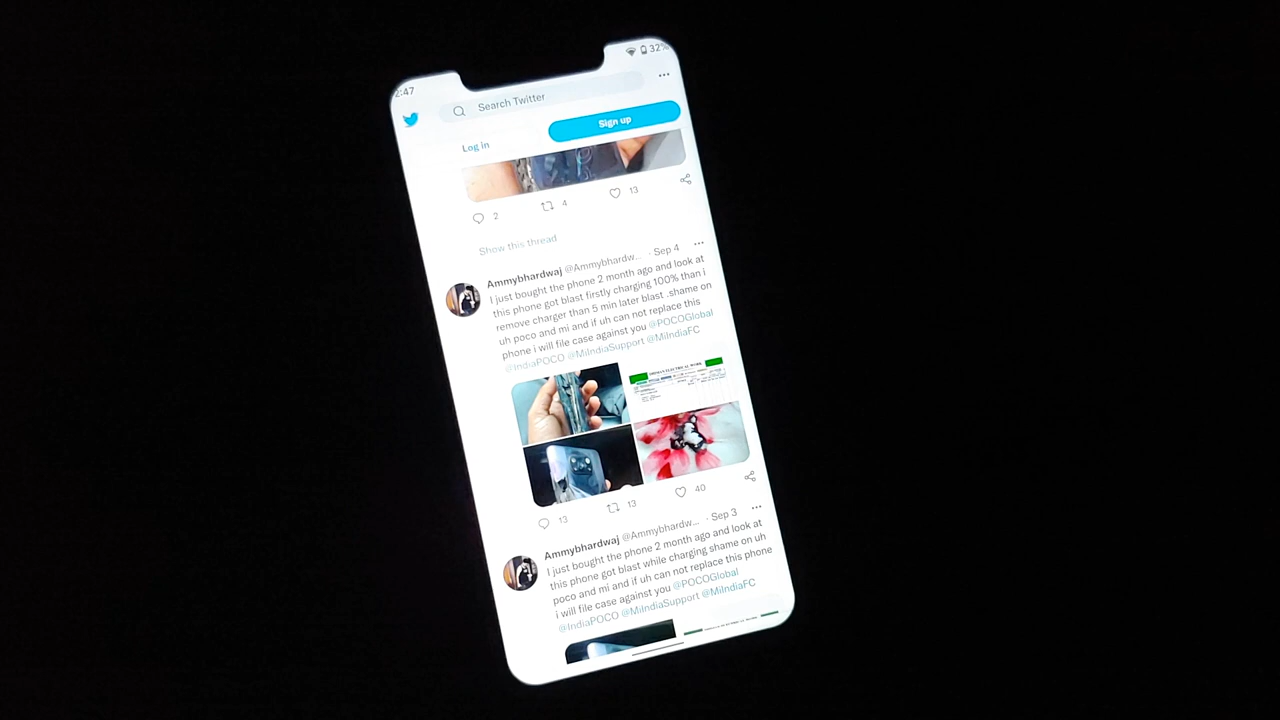 2:47
32%
Search Twitter
Log in
Sign up
2
4
13
Show this thread
Ammybhardwaj @Ammybhardw... · Sep 4
I just bought the phone 2 month ago and look at
this phone got blast firstly charging 100% than i
remove charger than 5 min later blast .shame on
uh poco and mi and if uh can not replace this
phone i will file case against you @POCOGlobal
@IndiaPOCO @MiIndiaSupport @MiIndiaFC
13
13
40
Ammybhardwaj @Ammybhardw... · Sep 3
I just bought the phone 2 month ago and look at
this phone got blast while charging shame on uh
poco and mi and if uh can not replace this phone
i will file case against you @POCOGlobal
@IndiaPOCO @MiIndiaSupport @MiIndiaFC